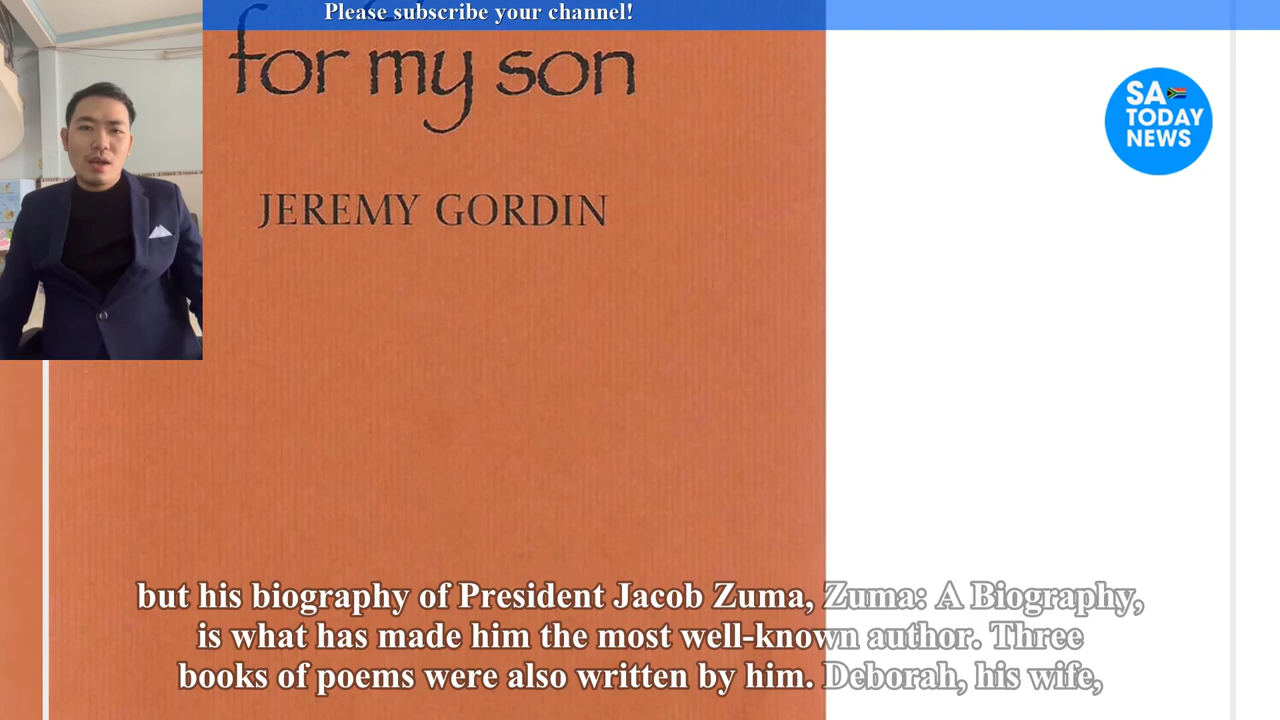 Please subscribe your channel!
for my son
JEREMY GORDIN
SA
TODAY
NEWS
but his biography of President Jacob Zuma, Zuma: A Biography,
is what has made him the most well-known author. Three
books of poems were also written by him. Deborah, his wife,